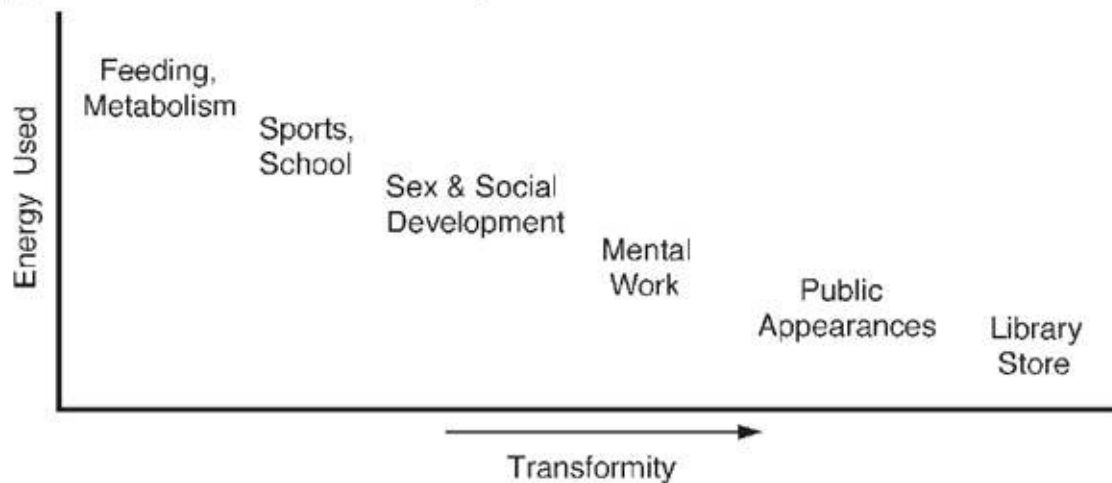 Energy Used
Feeding,
Metabolism
Sports,
School
Sex & Social
Development
Mental
Work
Public
Appearances
Library
Store
Transformity